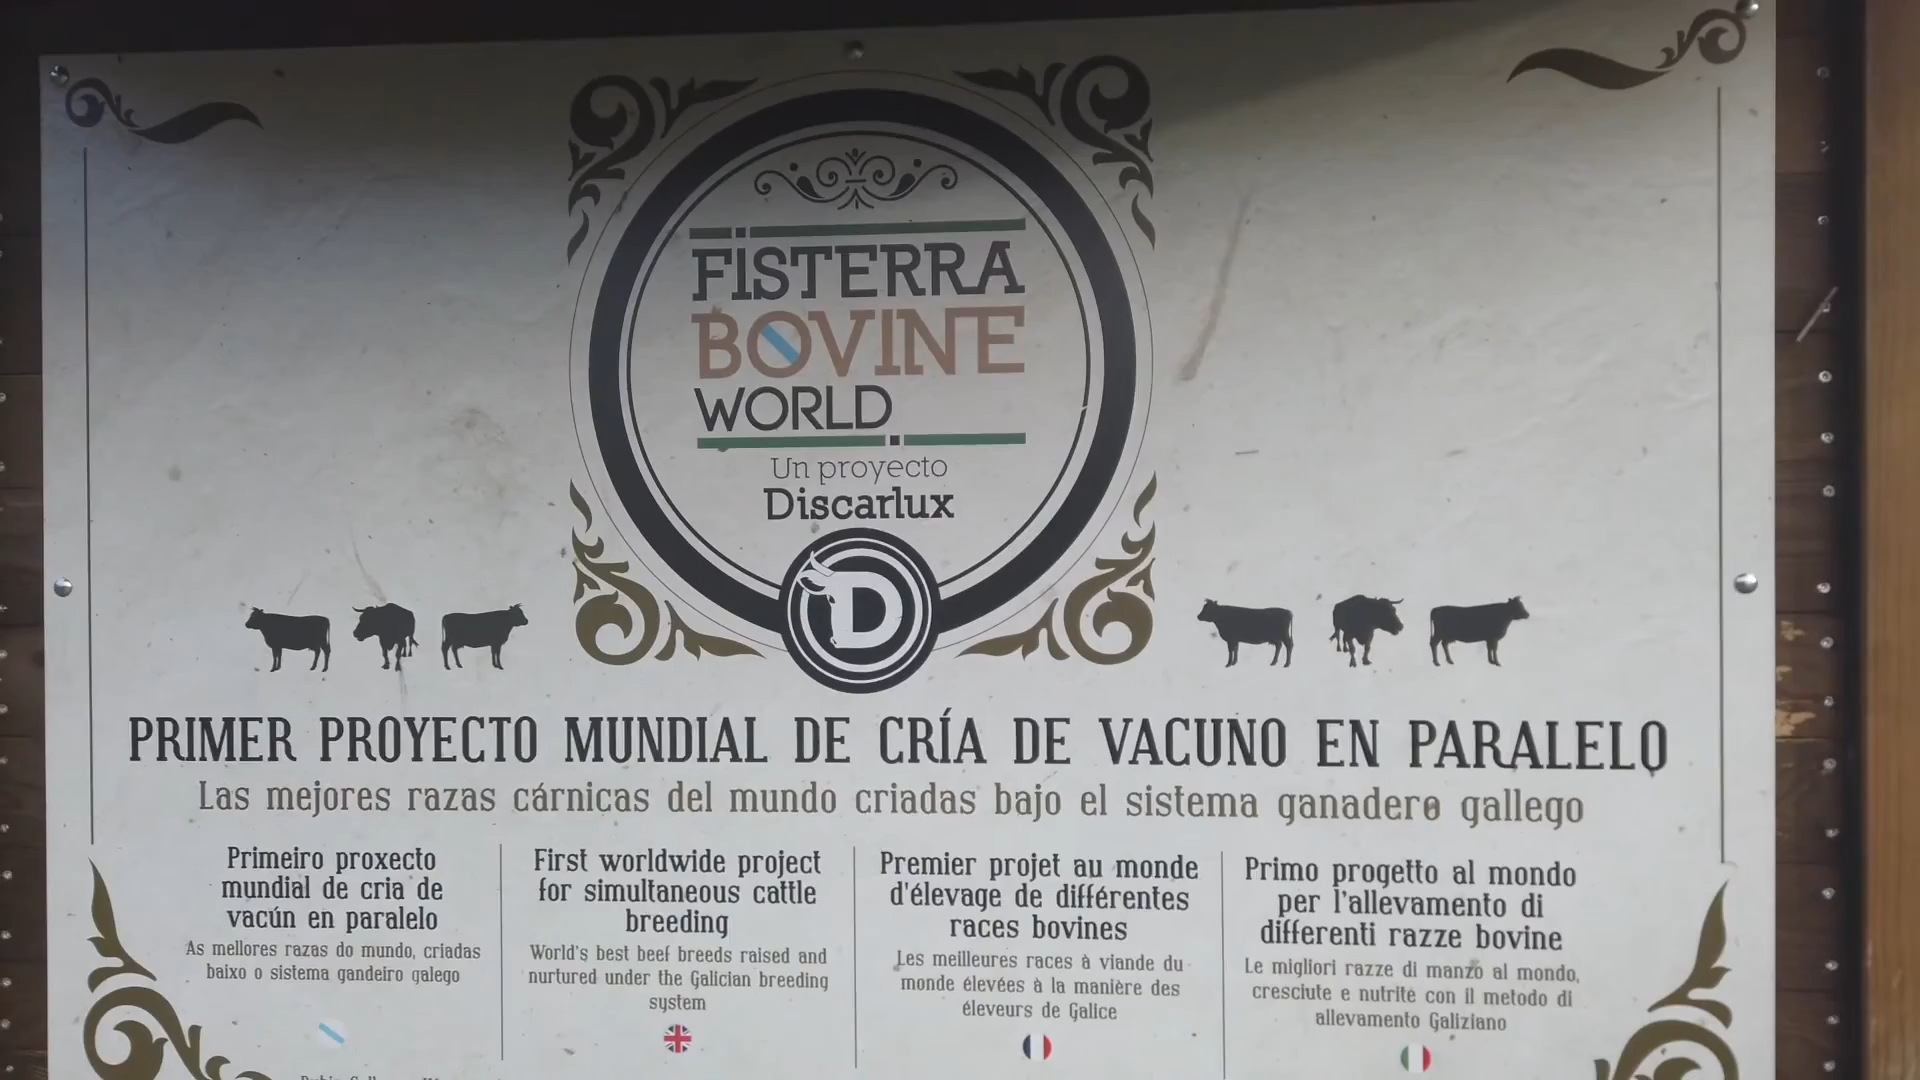 FiSTERRA
BOVINE
WORLD.
Un proyecto
Discarlux
D
PRIMER PROYECTO MUNDIAL DE CRÍA DE VACUNO EN PARALELO
Las mejores razas cárnicas del mundo criadas bajo el sistema ganadero gallego
Primeiro proxecto
mundial de cria de
vacún en paralelo
As mellores razas do mundo, criadas
baixo o sistema gandeiro galego
First worldwide project
for simultaneous cattle
breeding
World's best beef breeds raised and
nurtured under the Galician breeding
system
Premier projet au monde
d'élevage de différentes
races bovines
Les meilleures races à viande du
monde élevées à la manière des
éleveurs de Galice
Primo progetto al mondo
per l'allevamento di
differenti razze bovine
Le migliori razze di manzo al mondo,
cresciute e nutrite con il metodo di
allevamento Galiziano